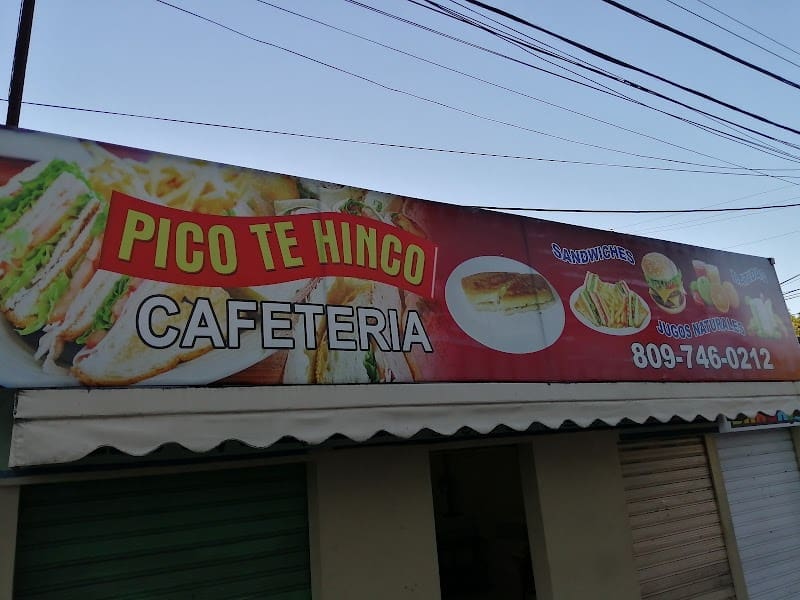 PICO TE HINCO
CAFETERIA
SANDWICHES
JUGOS NATURALES
809-746-0212